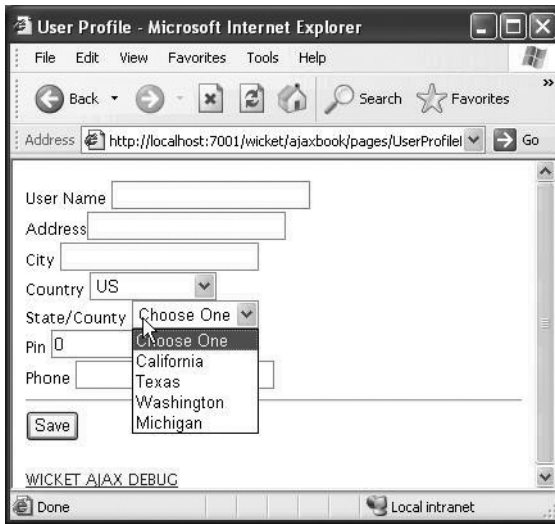 User Profile - Microsoft Internet Explorer
File Edit View Favorites Tools Help
Back Search Favorites »
Address http://localhost:7001/wicket/ajaxbook/pages/UserProfile Go
User Name
Address
City
Country US
State/County Choose One
Choose One
Pin 0
California
Phone
Texas
Washington
Michigan
Save
WICKET AJAX DEBUG
Done Local intranet